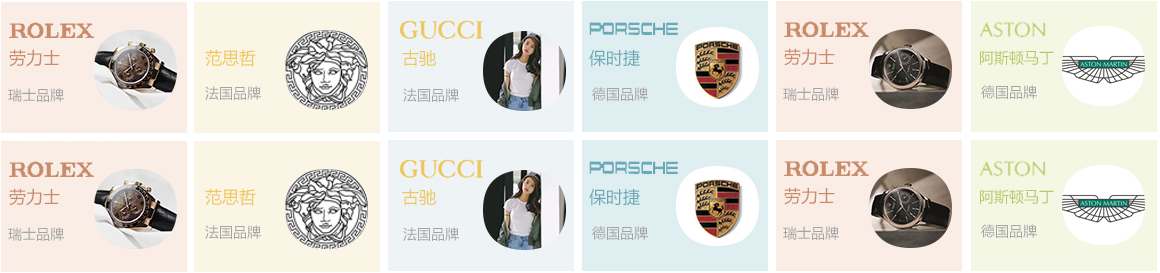 ROLEX
劳力士
瑞士品牌
范思哲
法国品牌
GUCCI
古驰
法国品牌
PORSCHE
保时捷
德国品牌
PORSCHE
ROLEX
劳力士
瑞士品牌
ASTON
阿斯顿马丁
德国品牌
ASTON MARTIN
ROLEX
劳力士
瑞士品牌
范思哲
法国品牌
GUCCI
古驰
法国品牌
PORSCHE
保时捷
德国品牌
PORSCHE
ROLEX
劳力士
瑞士品牌
ASTON
阿斯顿马丁
德国品牌
ASTON MARTIN